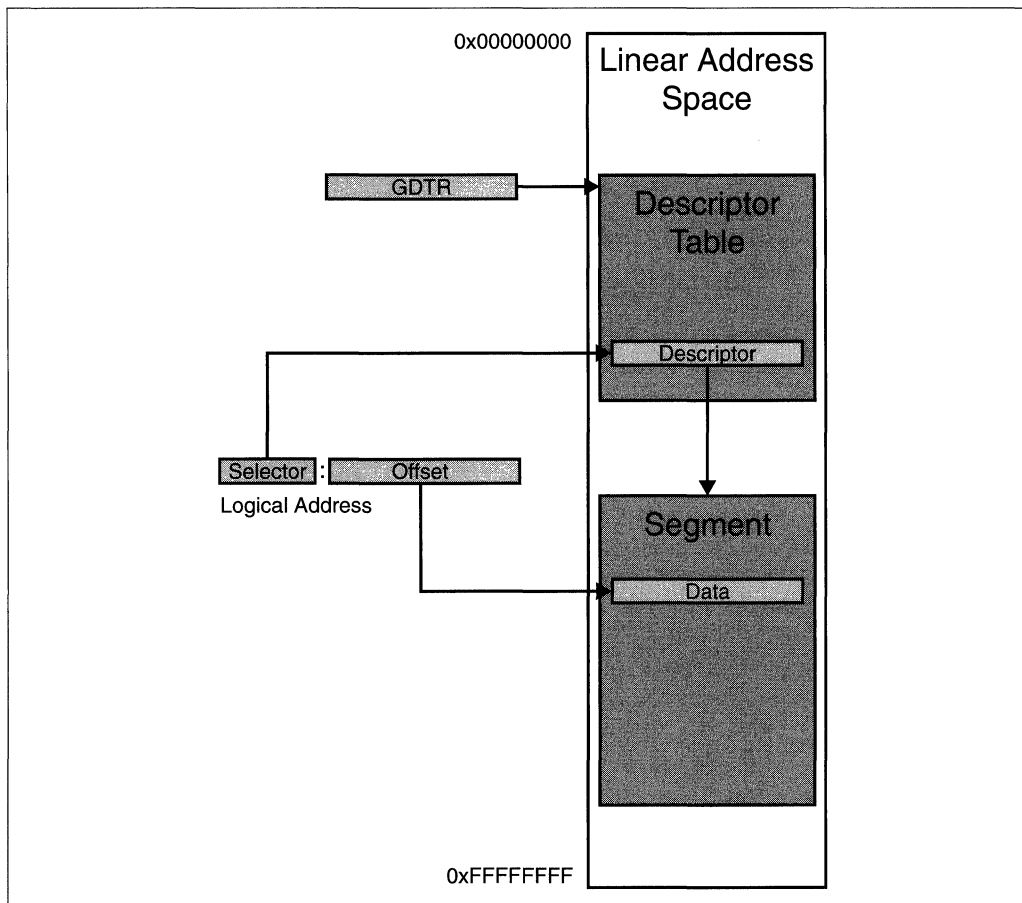 0x00000000
Linear Address
Space
GDTR
Descriptor
Table
Descriptor
Selector : Offset
Logical Address
Segment
Data
0xFFFFFFFF